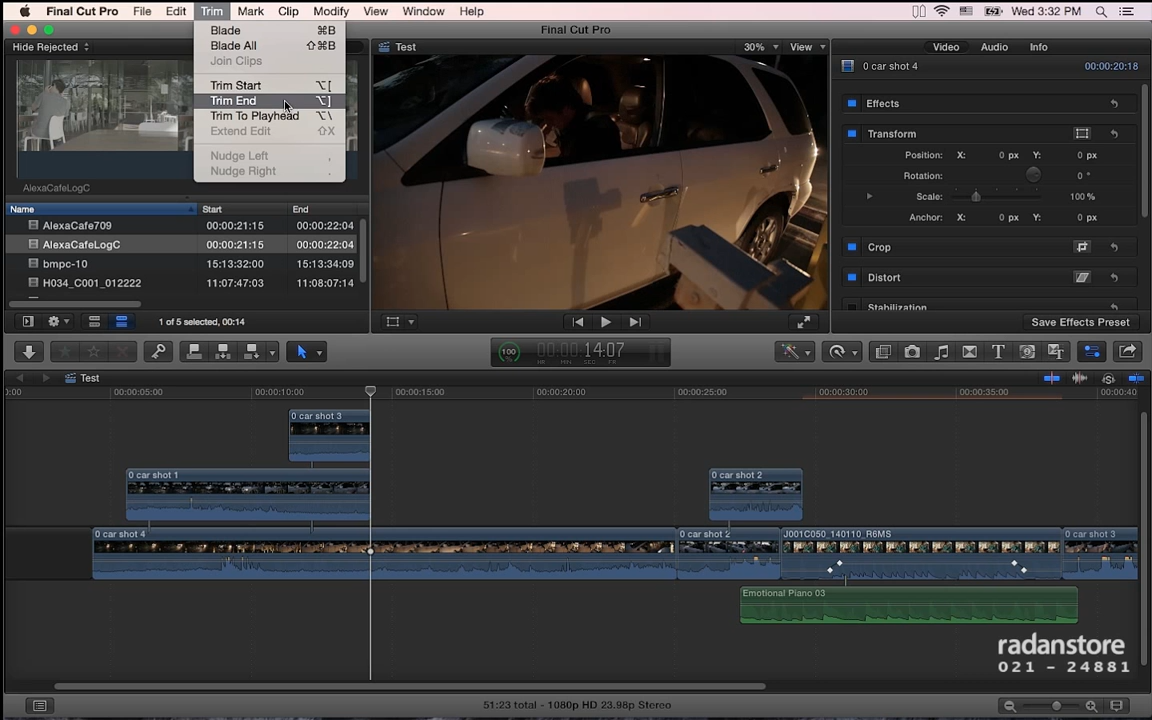 Final Cut Pro File Edit Trim Mark Clip Modify View Window Help Wed 3:32 PM
Final Cut Pro
Hide Rejected
Blade ⌘B
Blade All ⇧⌘B
Join Clips
Trim Start ⌥[
Trim End ⌥]
Trim To Playhead ⌥\
Extend Edit ⇧X
Nudge Left ,
Nudge Right .
AlexaCafeLogC
Name Start End
AlexaCafe709 00:00:21:15 00:00:22:04
AlexaCafeLogC 00:00:21:15 00:00:22:04
bmpc-10 15:13:32:00 15:13:34:09
H034_C001_012222 11:07:47:03 11:08:07:14
1 of 5 selected, 00:14
Test 30% View
Video Audio Info
0 car shot 4 00:00:20:18
Effects
Transform
Position: X: 0 px Y: 0 px
Rotation: 0 °
Scale: 100 %
Anchor: X: 0 px Y: 0 px
Crop
Distort
Stabilization
Save Effects Preset
100 00:00:14:07
HR MIN SEC FR
Test
0:00 00:00:05:00 00:00:10:00 00:00:15:00 00:00:20:00 00:00:25:00 00:00:30:00 00:00:35:00 00:00:40
0 car shot 3
0 car shot 1 0 car shot 2
0 car shot 4 0 car shot 2 J001C050_140110_R6MS 0 car shot 3
Emotional Piano 03
radanstore
021 - 24881
51:23 total - 1080p HD 23.98p Stereo